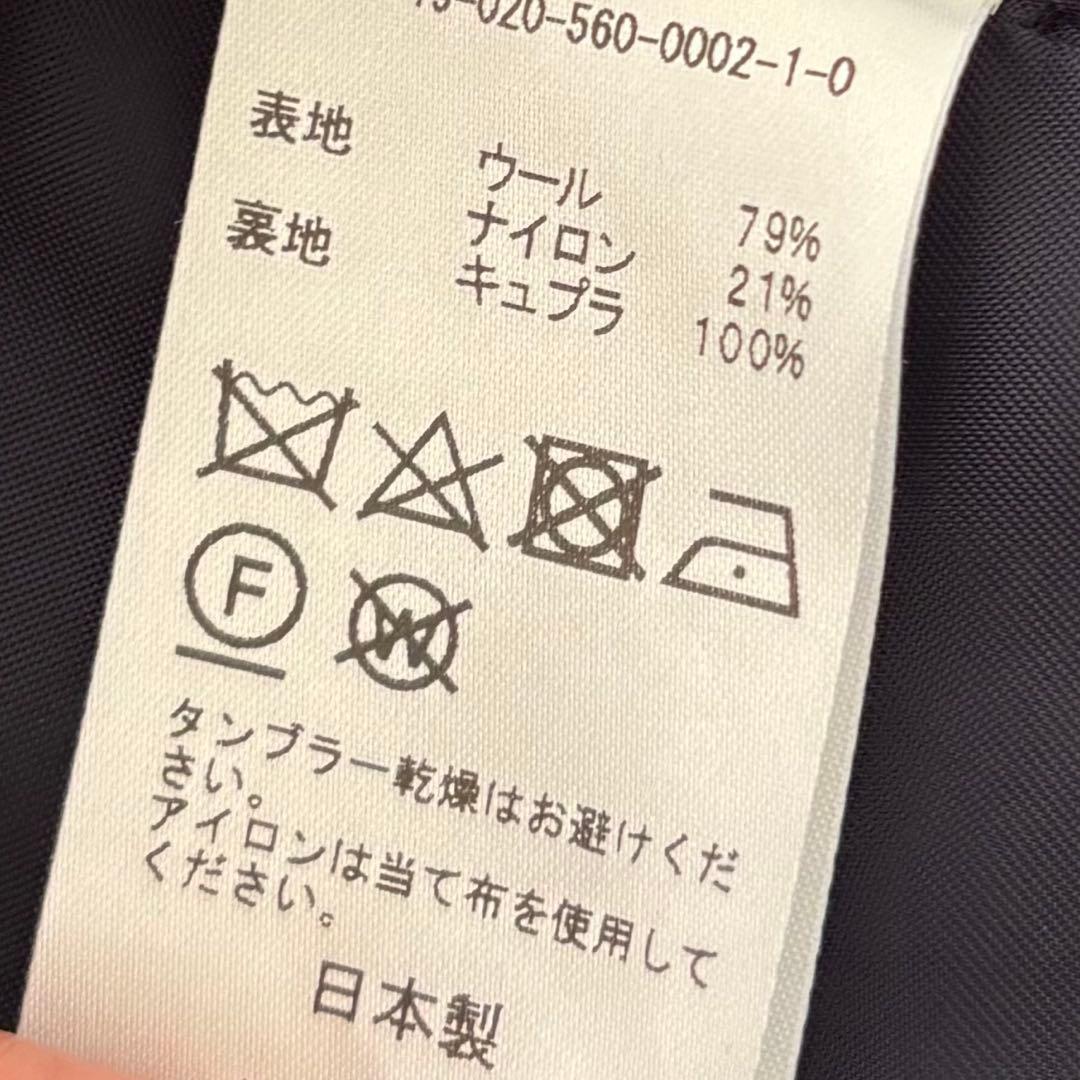 -020-560-0002-1-0
表地
ウール 79%
裏地
ナイロン 21%
キュプラ 100%
F
W
タンブラー乾燥はお避けくだ
さい。
アイロンは当て布を使用して
ください。
日本製